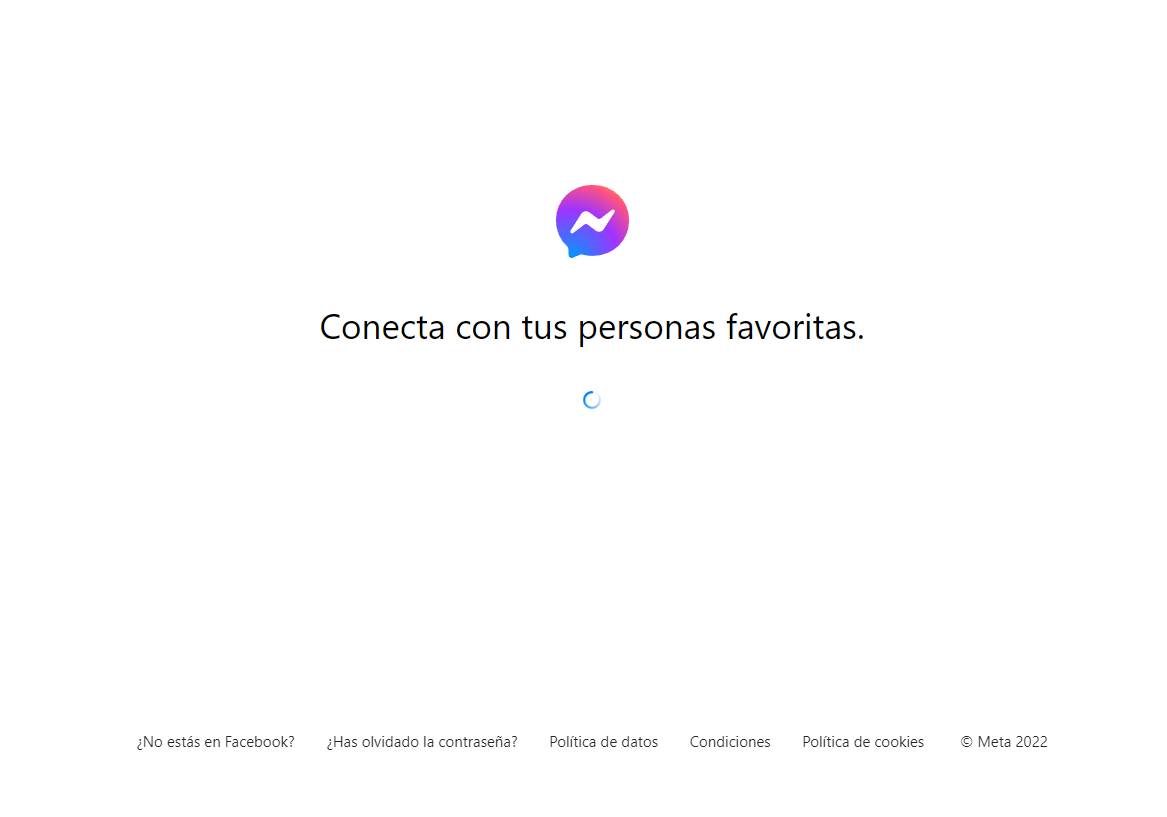 Conecta con tus personas favoritas.
¿No estás en Facebook? ¿Has olvidado la contraseña? Política de datos Condiciones Política de cookies © Meta 2022